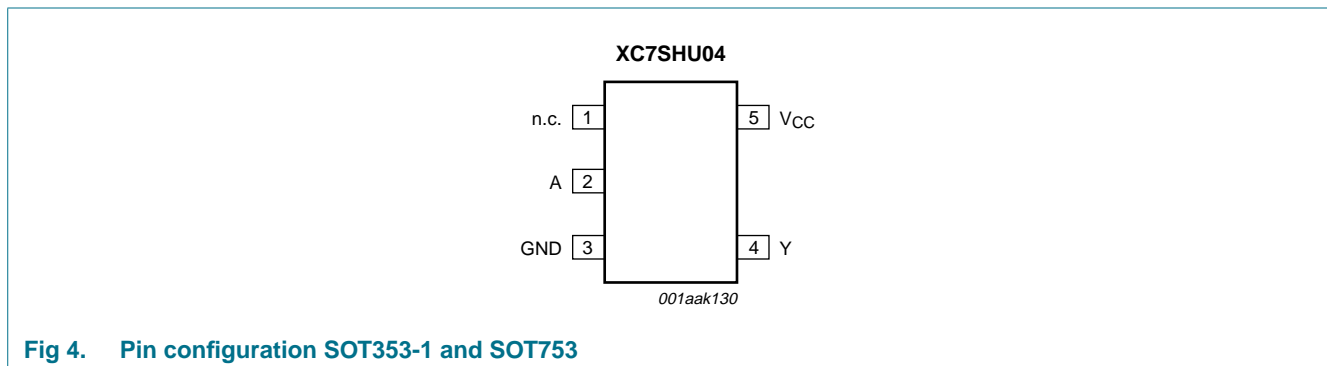 XC7SHU04
n.c. 1
5 VCC
A 2
GND 3
4 Y
001aak130
Fig 4. Pin configuration SOT353-1 and SOT753